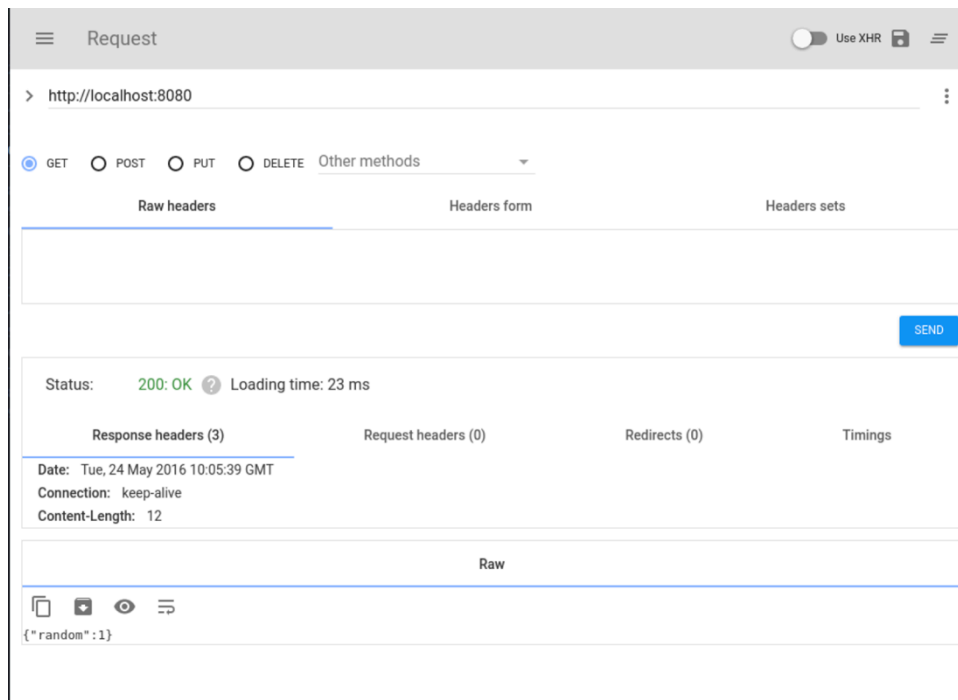 Request
Use XHR
http://localhost:8080
GET POST PUT DELETE Other methods
Raw headers Headers form Headers sets
SEND
Status: 200: OK ? Loading time: 23 ms
Response headers (3) Request headers (0) Redirects (0) Timings
Date: Tue, 24 May 2016 10:05:39 GMT
Connection: keep-alive
Content-Length: 12
Raw
{"random":1}